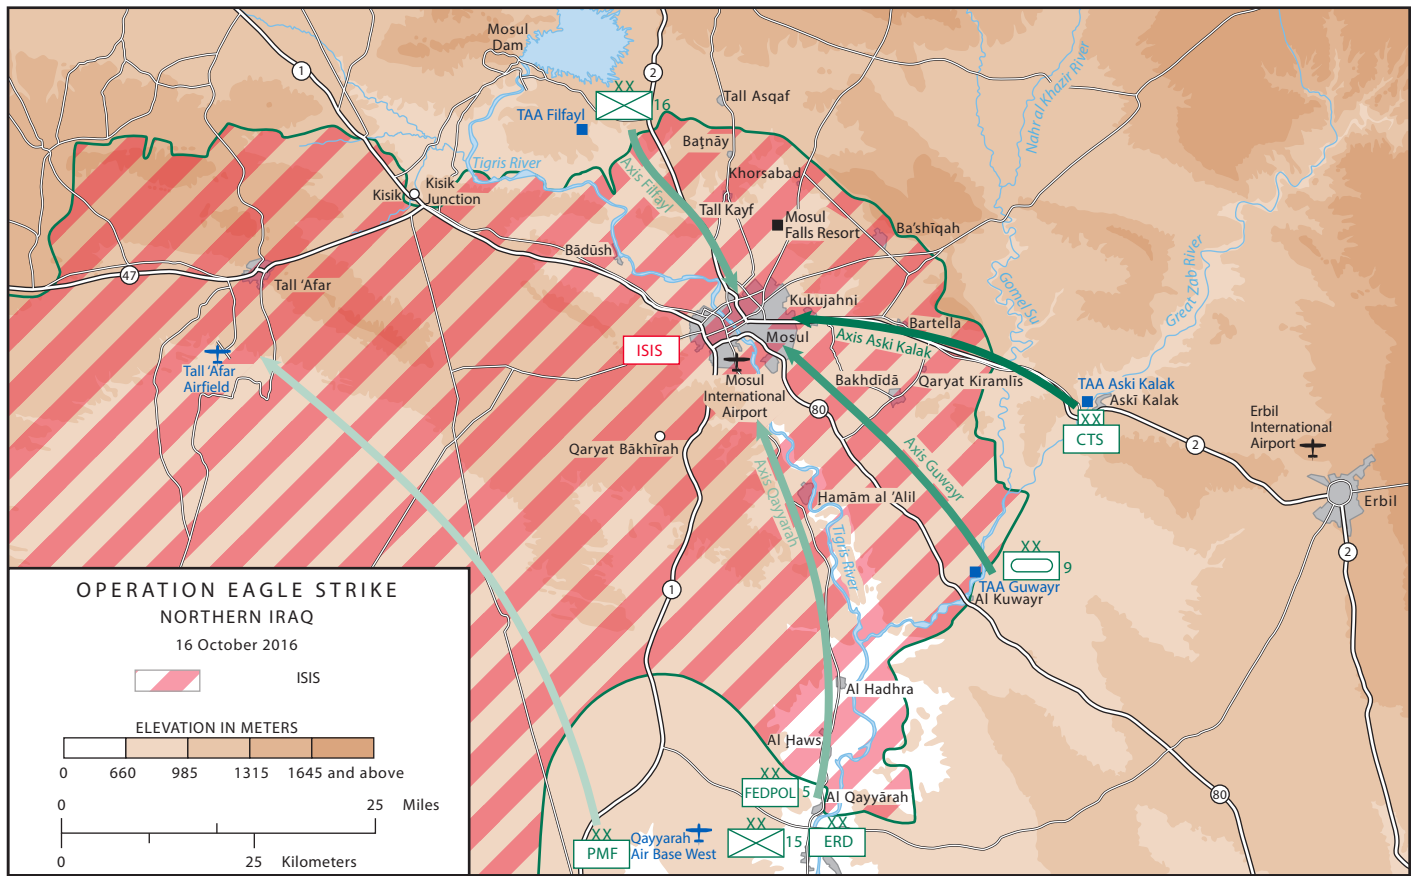 Mosul
Dam
1
2
XX
16
Tall Asqaf
TAA Filfayl
Baṭnāy
Tigris River
Axis Filfayl
Khorsabad
Nahr al Khazir River
Kisik
Kisik
Junction
Tall Kayf
Mosul
Falls Resort
Ba'shīqah
Bādūsh
47
Tall 'Afar
Gomel Su
Great Zab River
Kukujahni
Bartella
ISIS
Mosul
Axis Aski Kalak
Tall 'Afar
Airfield
Mosul
International
Airport
Bakhdīdā
Qaryat Kiramlīs
TAA Aski Kalak
Askī Kalak
XX
CTS
80
Erbil
International
Airport
2
Qaryat Bākhīrah
Axis Guwayr
Axis Qayyarah
Ḥamām al 'Alil
Erbil
Tigris River
2
XX
9
TAA Guwayr
Al Kuwayr
1
OPERATION EAGLE STRIKE
NORTHERN IRAQ
16 October 2016
ISIS
ELEVATION IN METERS
0 660 985 1315 1645 and above
0 25 Miles
0 25 Kilometers
Al Hadhra
Al Ḥaws
XX
FEDPOL 5
Al Qayyārah
80
XX
PMF
Qayyarah
Air Base West
XX
15
XX
ERD